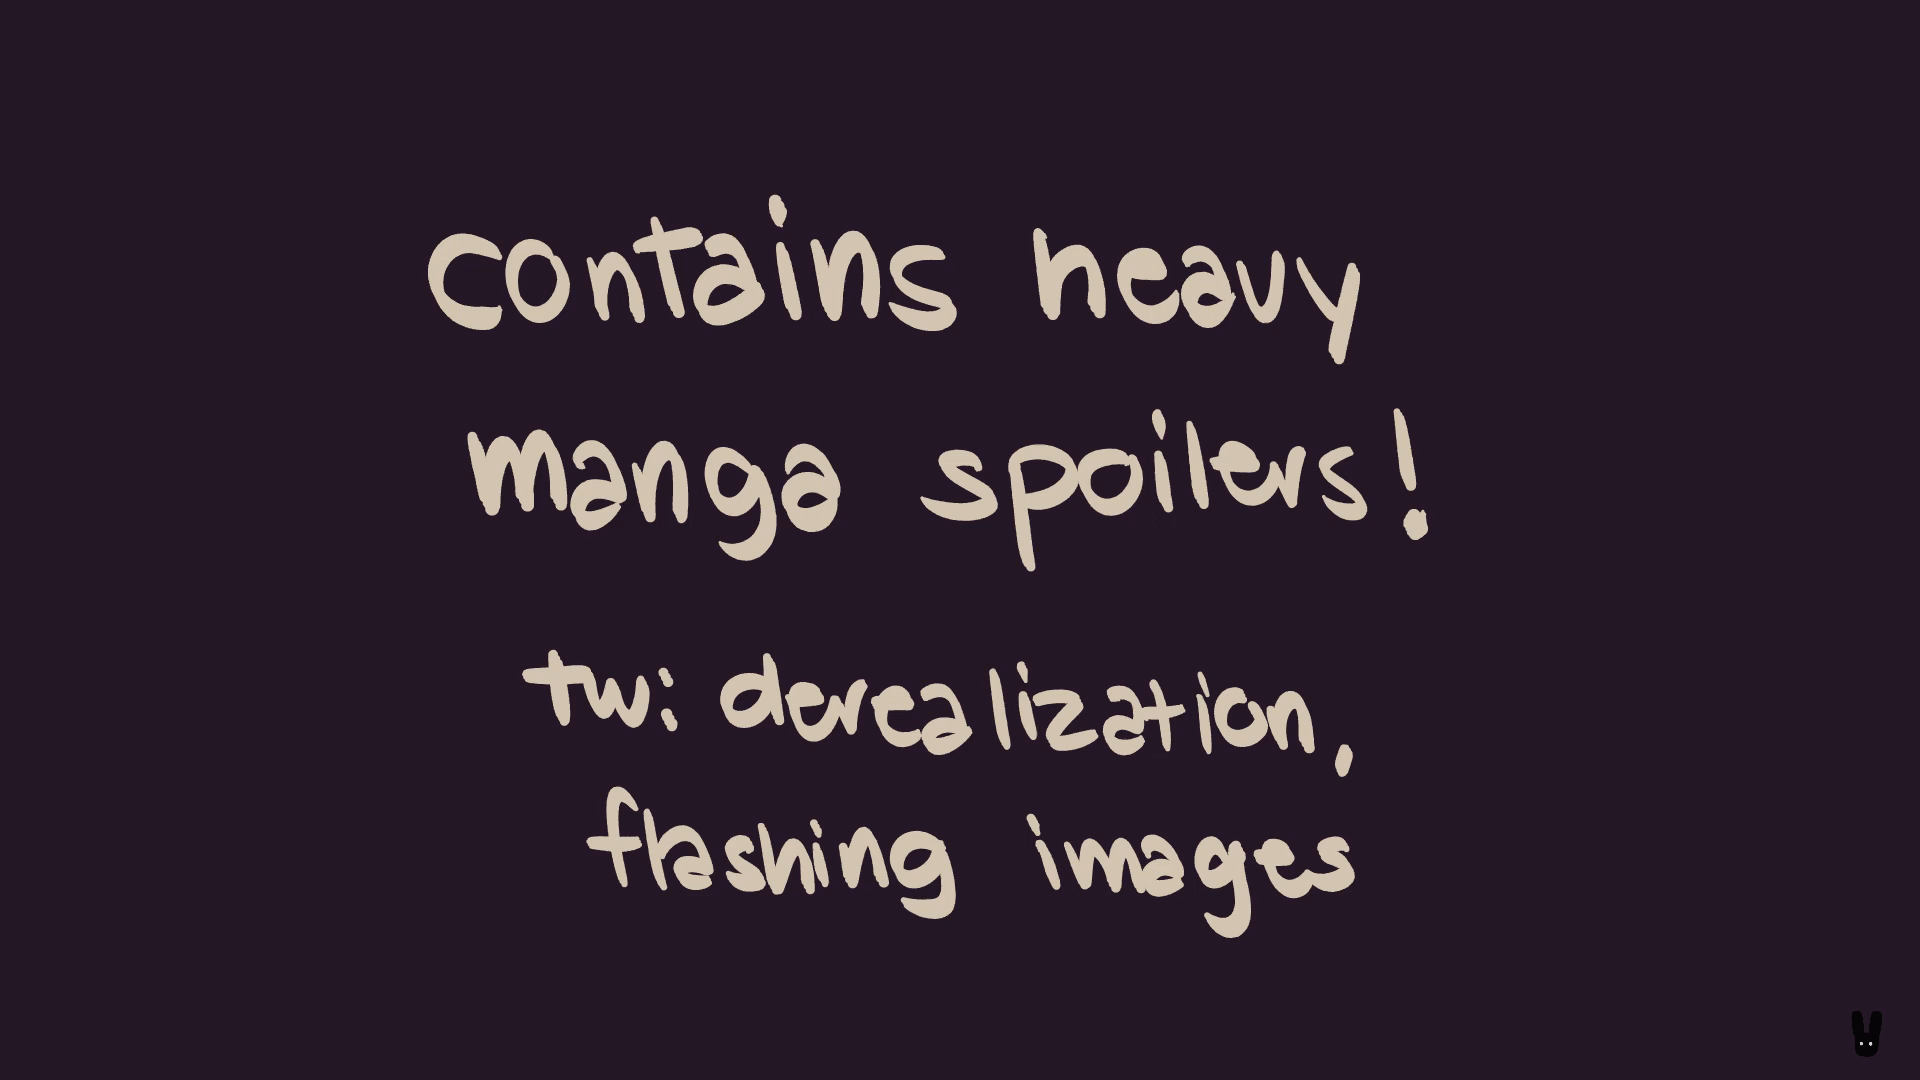 contains heavy
manga spoilers!
tw: derealization,
flashing images